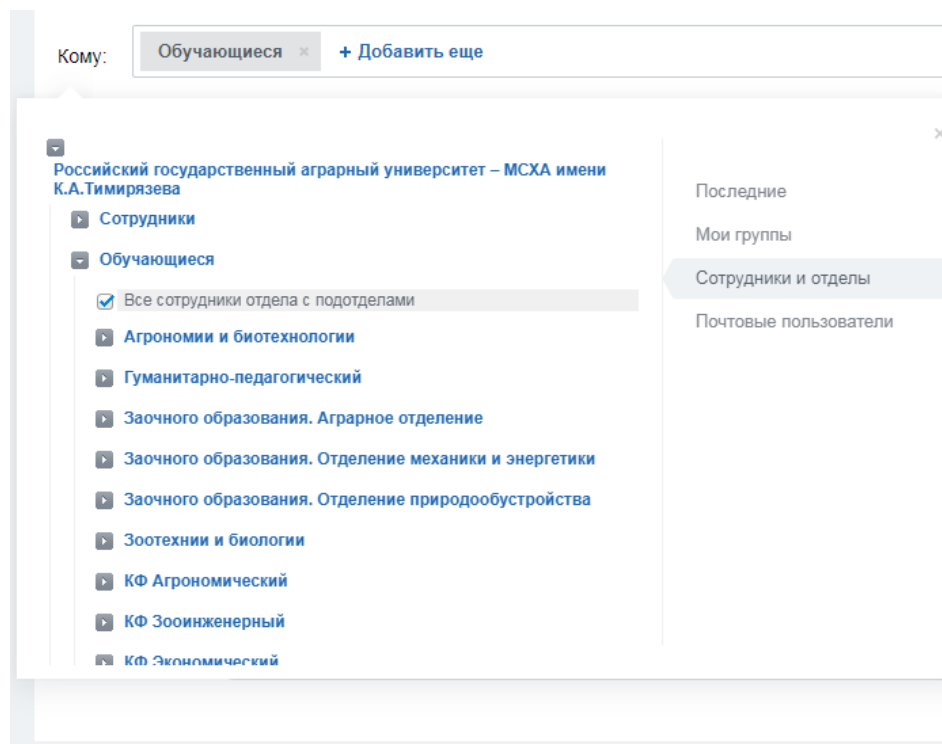 Кому:
Обучающиеся × + Добавить еще
×
Российский государственный аграрный университет – МСХА имени
К.А.Тимирязева
Сотрудники
Обучающиеся
Все сотрудники отдела с подотделами
Агрономии и биотехнологии
Гуманитарно-педагогический
Заочного образования. Аграрное отделение
Заочного образования. Отделение механики и энергетики
Заочного образования. Отделение природообустройства
Зоотехнии и биологии
КФ Агрономический
КФ Зооинженерный
КФ Экономический
Последние
Мои группы
Сотрудники и отделы
Почтовые пользователи